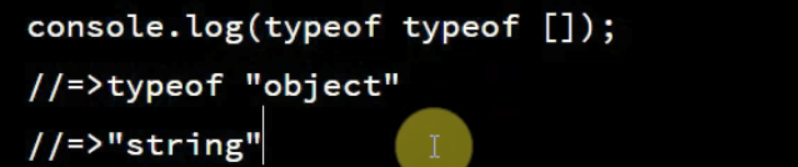 console.log(typeof typeof []);
//=>typeof "object"
//=>"string"